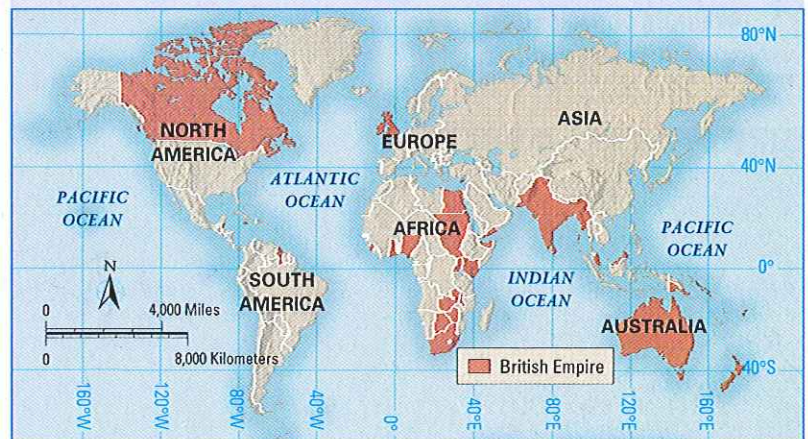 80°N
NORTH
AMERICA
EUROPE
ASIA
40°N
ATLANTIC
OCEAN
PACIFIC
OCEAN
AFRICA
PACIFIC
OCEAN
N
0°
SOUTH
AMERICA
INDIAN
OCEAN
0 4,000 Miles
0 8,000 Kilometers
AUSTRALIA
British Empire
40°S
160°W
120°W
80°W
40°W
0°
40°E
80°E
120°E
160°E